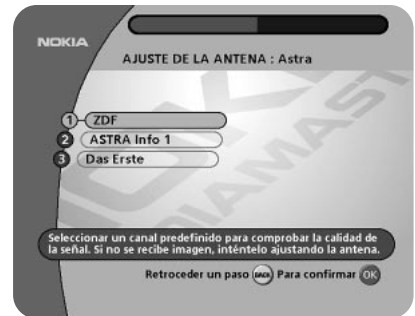 NOKIA
AJUSTE DE LA ANTENA : Astra
1 ZDF
2 ASTRA Info 1
3 Das Erste
Seleccionar un canal predefinido para comprobar la calidad de
la señal. Si no se recibe imagen, inténtelo ajustando la antena.
Retroceder un paso BACK Para confirmar OK